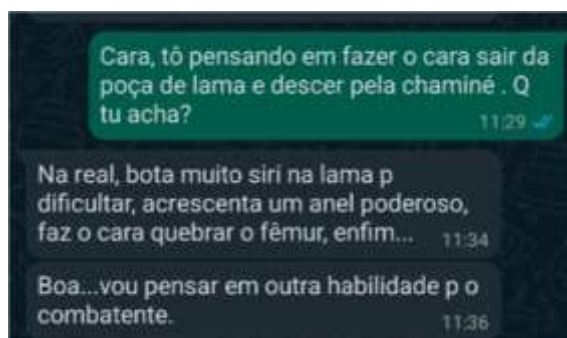 Cara, tô pensando em fazer o cara sair da
poça de lama e descer pela chaminé . Q
tu acha?
11:29
Na real, bota muito siri na lama p
dificultar, acrescenta um anel poderoso,
faz o cara quebrar o fêmur, enfim...
11:34
Boa...vou pensar em outra habilidade p o
combatente.
11:36